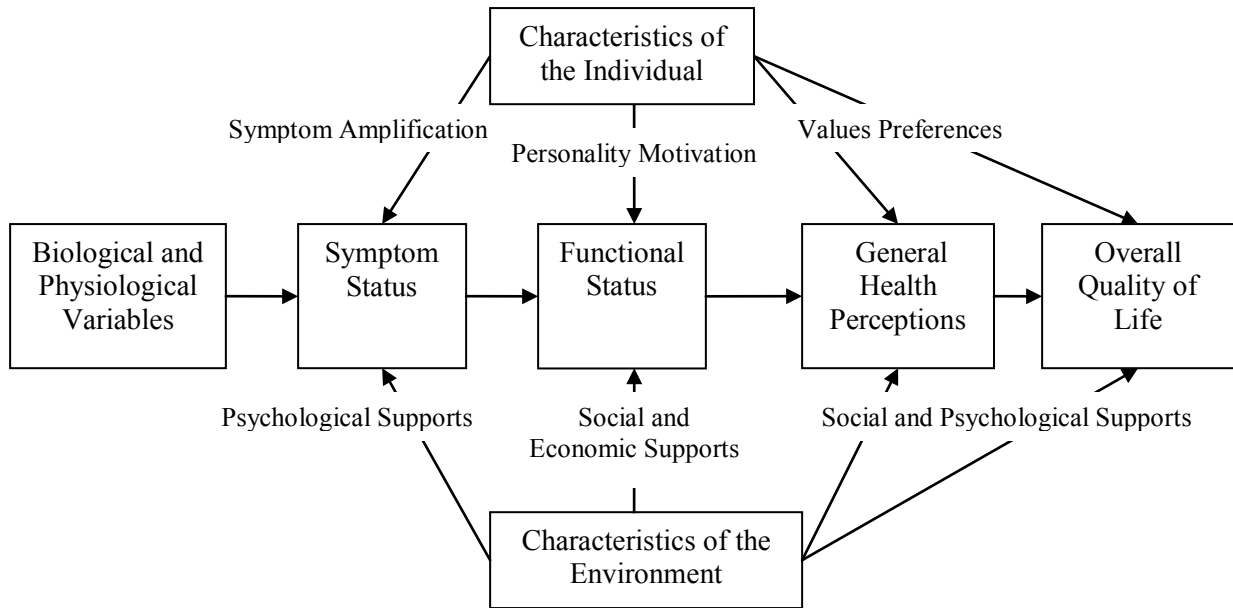 Characteristics of
the Individual
Symptom Amplification
Values Preferences
Personality Motivation
Biological and
Physiological
Variables
Symptom
Status
Functional
Status
General
Health
Perceptions
Overall
Quality of
Life
Psychological Supports
Social and
Economic Supports
Social and Psychological Supports
Characteristics of the
Environment